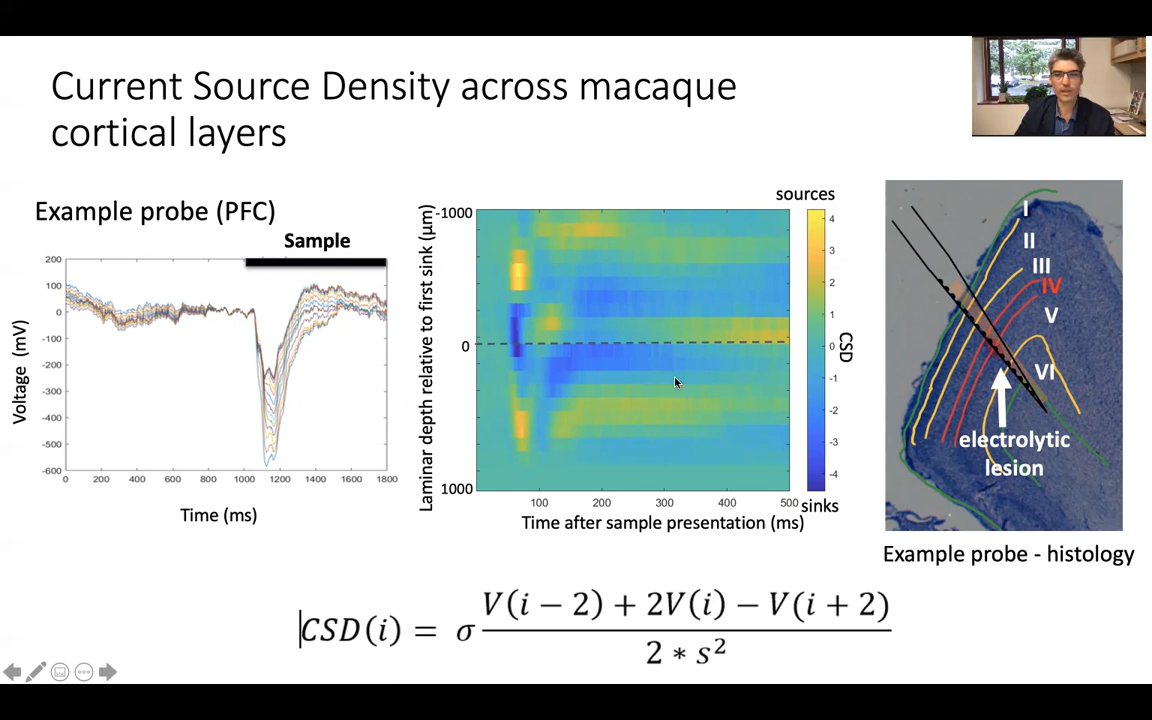 Current Source Density across macaque
cortical layers
Example probe (PFC)
Sample
200
100
0
-100
-200
-300
-400
-500
-600
0
200
400
600
800
1000
1200
1400
1600
1800
Voltage (mV)
Time (ms)
Laminar depth relative to first sink (µm)
-1000
0
1000
100
200
300
400
500
Time after sample presentation (ms)
sources
4
3
2
1
0
-1
-2
-3
-4
CSD
sinks
I
II
III
IV
V
VI
electrolytic
lesion
Example probe - histology
CSD(i) = σ V(i − 2) + 2V(i) − V(i + 2)
2 ∗ s²